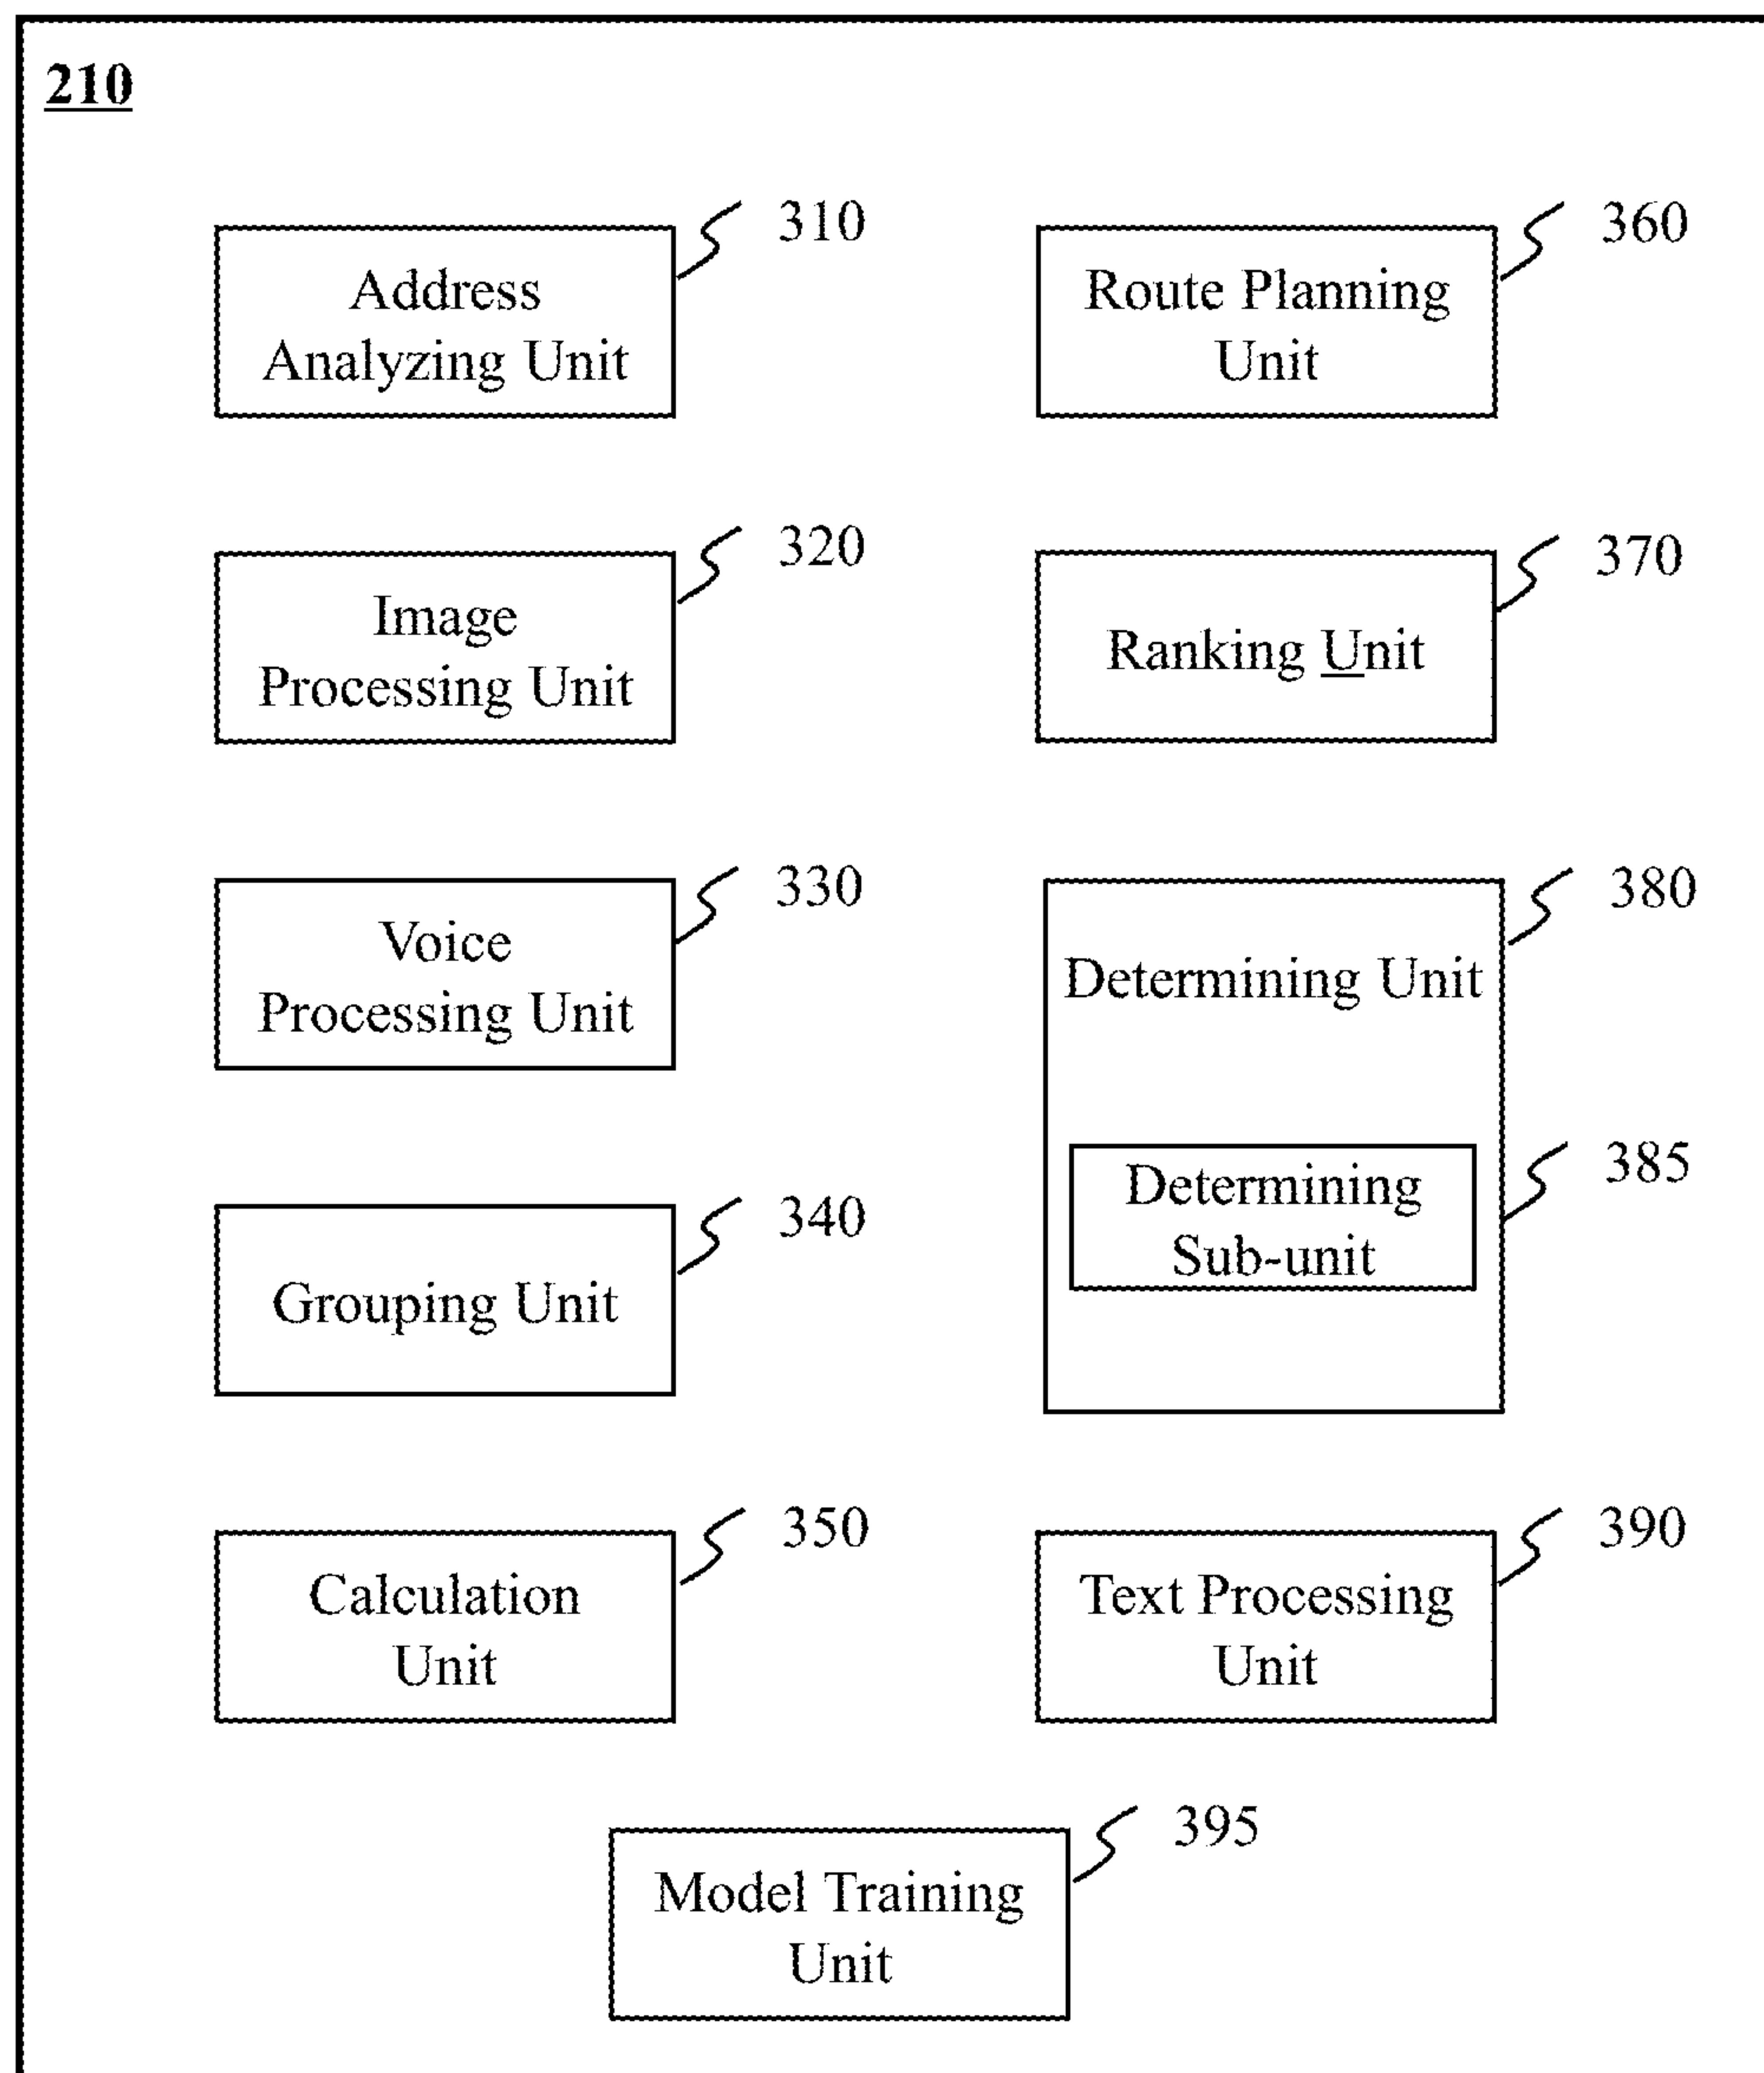 210
310
Address
Analyzing Unit
360
Route Planning
Unit
320
Image
Processing Unit
370
Ranking Unit
330
Voice
Processing Unit
380
Determining Unit
385
Determining
Sub-unit
340
Grouping Unit
350
Calculation
Unit
390
Text Processing
Unit
395
Model Training
Unit